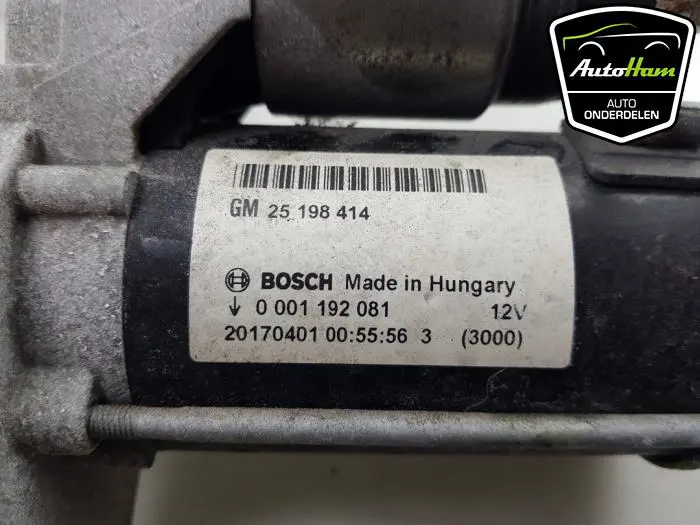 AutoHam
AUTO
ONDERDELEN
GM 25 198 414
BOSCH Made in Hungary
0 001 192 081 12V
20170401 00:55:56 3 (3000)